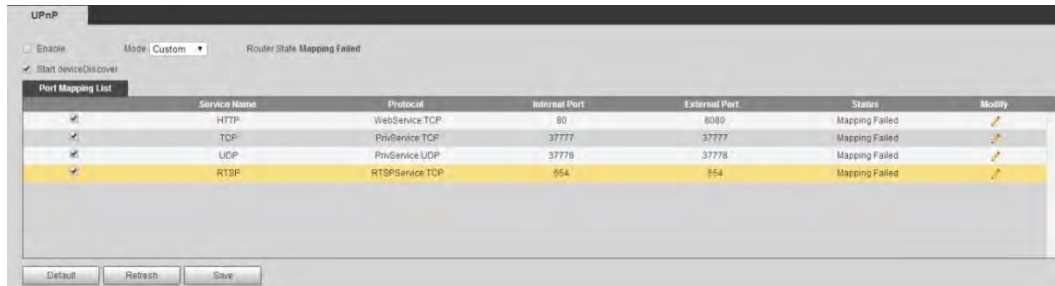 UPnP
Enable Mode Custom Router State Mapping Failed
Start deviceDiscover
Port Mapping List
Service Name Protocol Internal Port External Port Status Modify
HTTP WebService:TCP 80 8080 Mapping Failed
TCP PrivService:TCP 37777 37777 Mapping Failed
UDP PrivService:UDP 37778 37778 Mapping Failed
RTSP RTSPService:TCP 554 554 Mapping Failed
Default Refresh Save